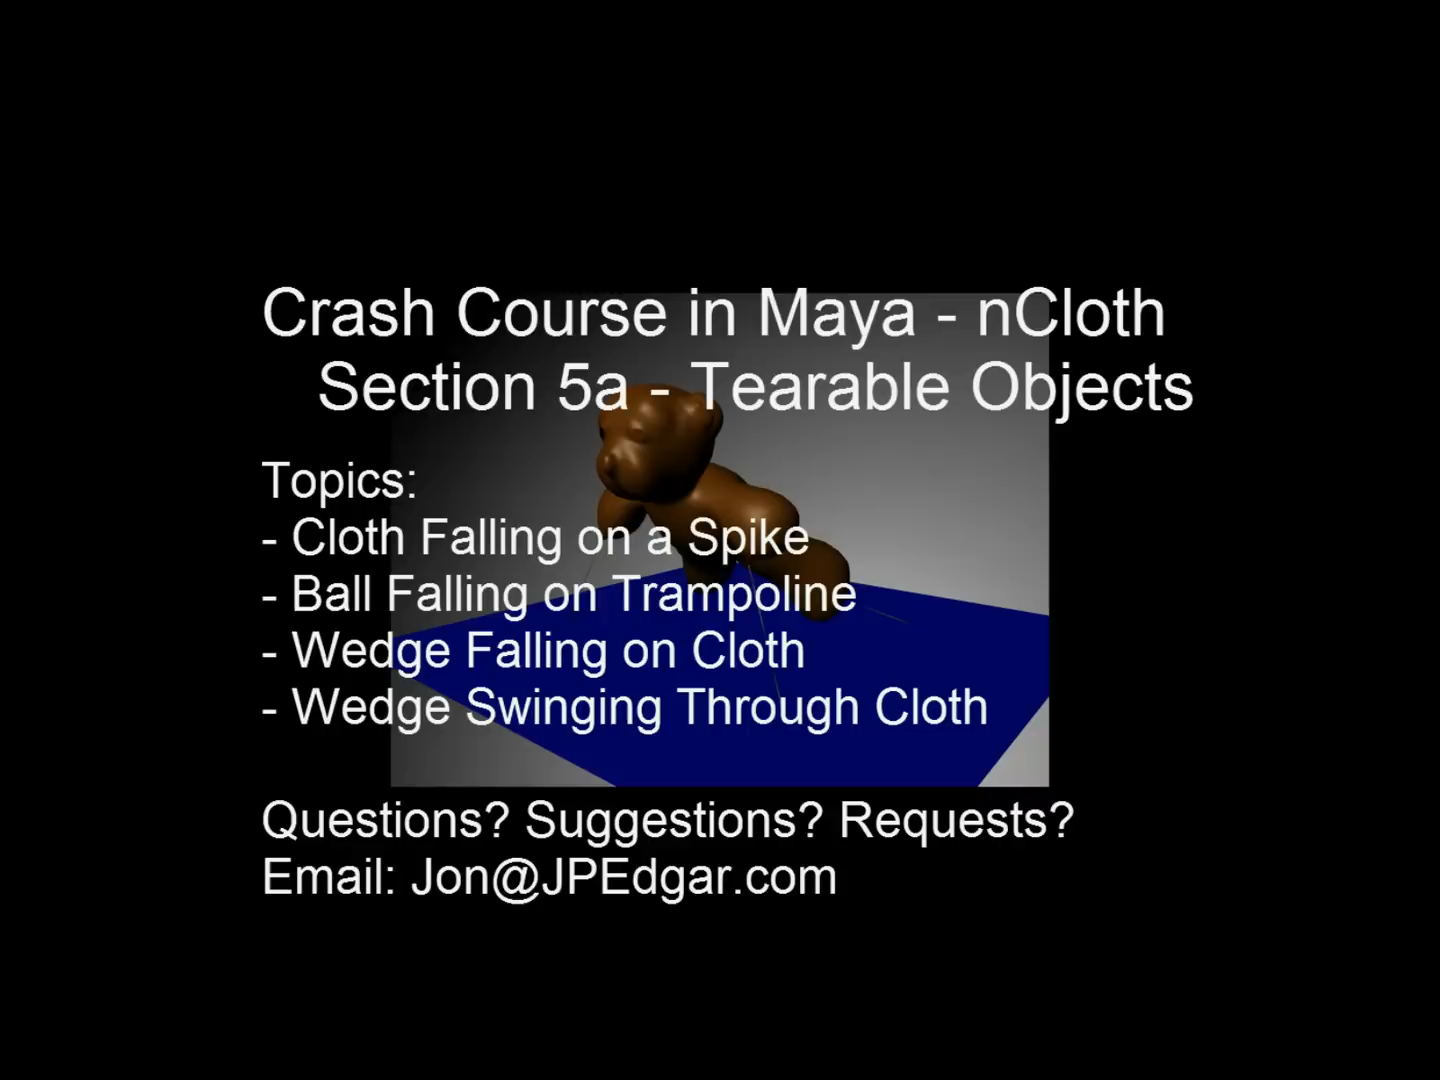 Crash Course in Maya - nCloth
Section 5a - Tearable Objects
Topics:
- Cloth Falling on a Spike
- Ball Falling on Trampoline
- Wedge Falling on Cloth
- Wedge Swinging Through Cloth
Questions? Suggestions? Requests?
Email: Jon@JPEdgar.com